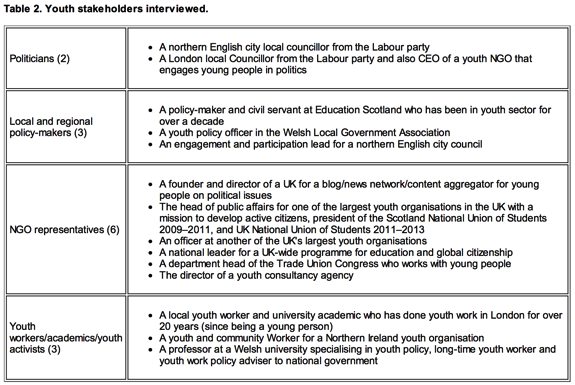 Table 2. Youth stakeholders interviewed.
Politicians (2)
• A northern English city local councillor from the Labour party
• A London local Councillor from the Labour party and also CEO of a youth NGO that
engages young people in politics
Local and regional
policy-makers (3)
• A policy-maker and civil servant at Education Scotland who has been in youth sector for
over a decade
• A youth policy officer in the Welsh Local Government Association
• An engagement and participation lead for a northern English city council
NGO representatives (6)
• A founder and director of a UK for a blog/news network/content aggregator for young
people on political issues
• The head of public affairs for one of the largest youth organisations in the UK with a
mission to develop active citizens, president of the Scotland National Union of Students
2009–2011, and UK National Union of Students 2011–2013
• An officer at another of the UK's largest youth organisations
• A national leader for a UK-wide programme for education and global citizenship
• A department head of the Trade Union Congress who works with young people
• The director of a youth consultancy agency
Youth
workers/academics/youth
activists (3)
• A local youth worker and university academic who has done youth work in London for over
20 years (since being a young person)
• A youth and community Worker for a Northern Ireland youth organisation
• A professor at a Welsh university specialising in youth policy, long-time youth worker and
youth work policy adviser to national government